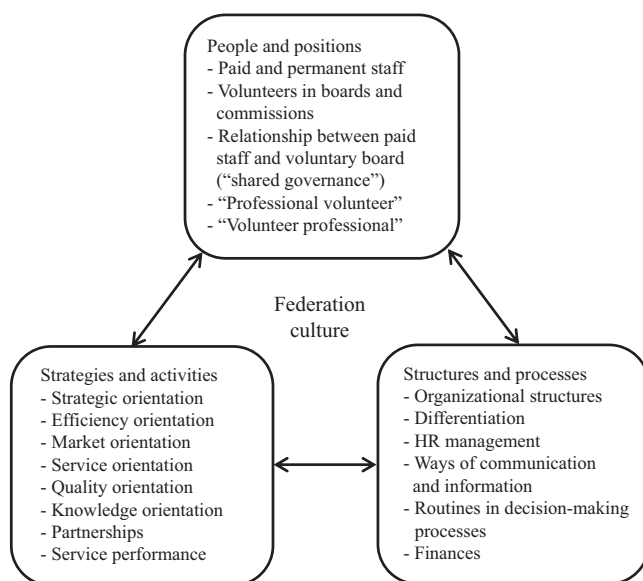 People and positions
- Paid and permanent staff
- Volunteers in boards and
commissions
- Relationship between paid
staff and voluntary board
(“shared governance”)
- “Professional volunteer”
- “Volunteer professional”
Federation
culture
Strategies and activities
- Strategic orientation
- Efficiency orientation
- Market orientation
- Service orientation
- Quality orientation
- Knowledge orientation
- Partnerships
- Service performance
Structures and processes
- Organizational structures
- Differentiation
- HR management
- Ways of communication
and information
- Routines in decision-making
processes
- Finances